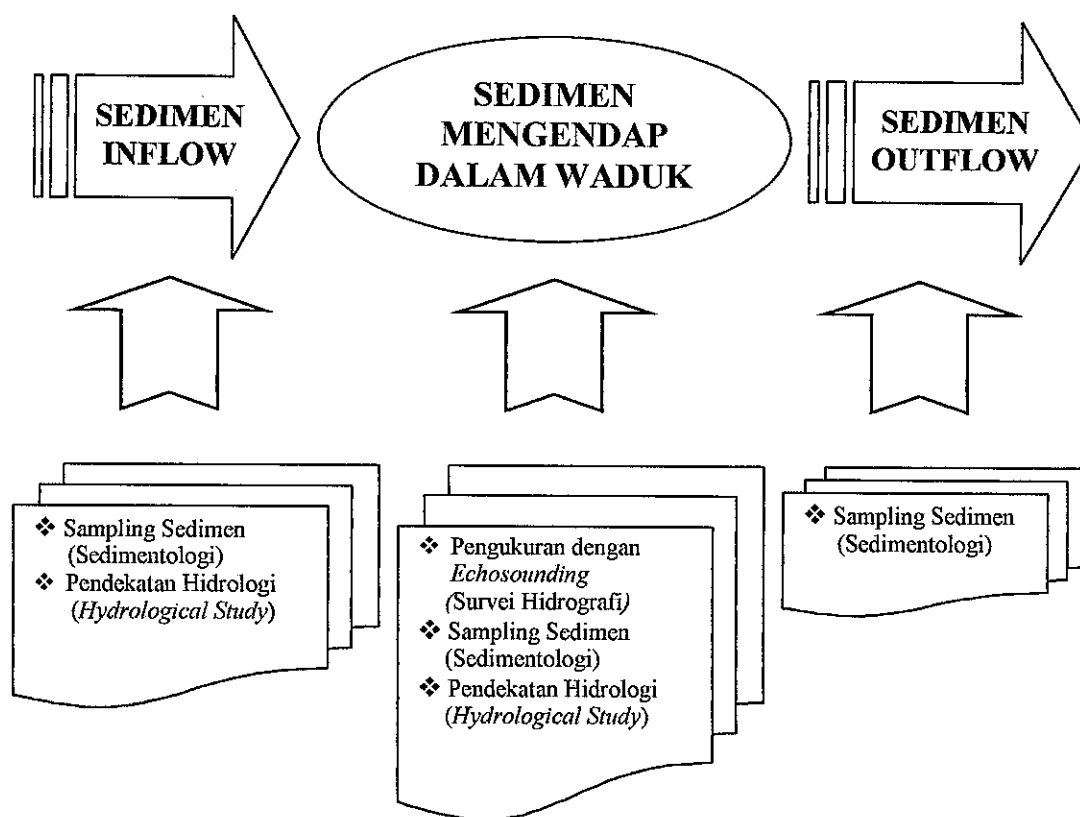 SEDIMEN
INFLOW
SEDIMEN
MENGENDAP
DALAM WADUK
SEDIMEN
OUTFLOW
❖ Sampling Sedimen
(Sedimentologi)
❖ Pendekatan Hidrologi
(Hydrological Study)
❖ Pengukuran dengan
Echosounding
(Survei Hidrografi)
❖ Sampling Sedimen
(Sedimentologi)
❖ Pendekatan Hidrologi
(Hydrological Study)
❖ Sampling Sedimen
(Sedimentologi)